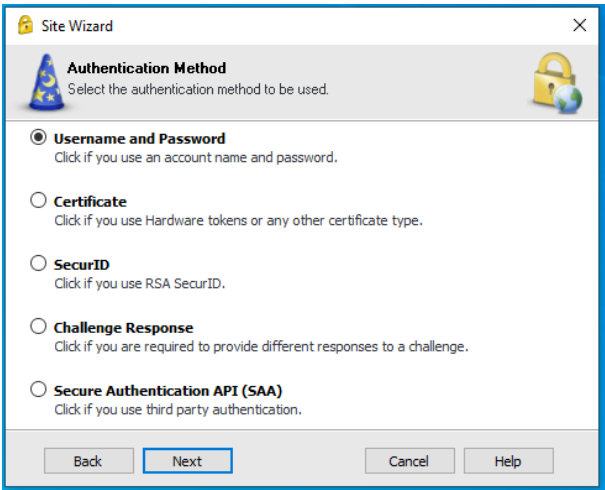 Site Wizard
Authentication Method
Select the authentication method to be used.
Username and Password
Click if you use an account name and password.
Certificate
Click if you use Hardware tokens or any other certificate type.
SecurID
Click if you use RSA SecurID.
Challenge Response
Click if you are required to provide different responses to a challenge.
Secure Authentication API (SAA)
Click if you use third party authentication.
Back Next Cancel Help